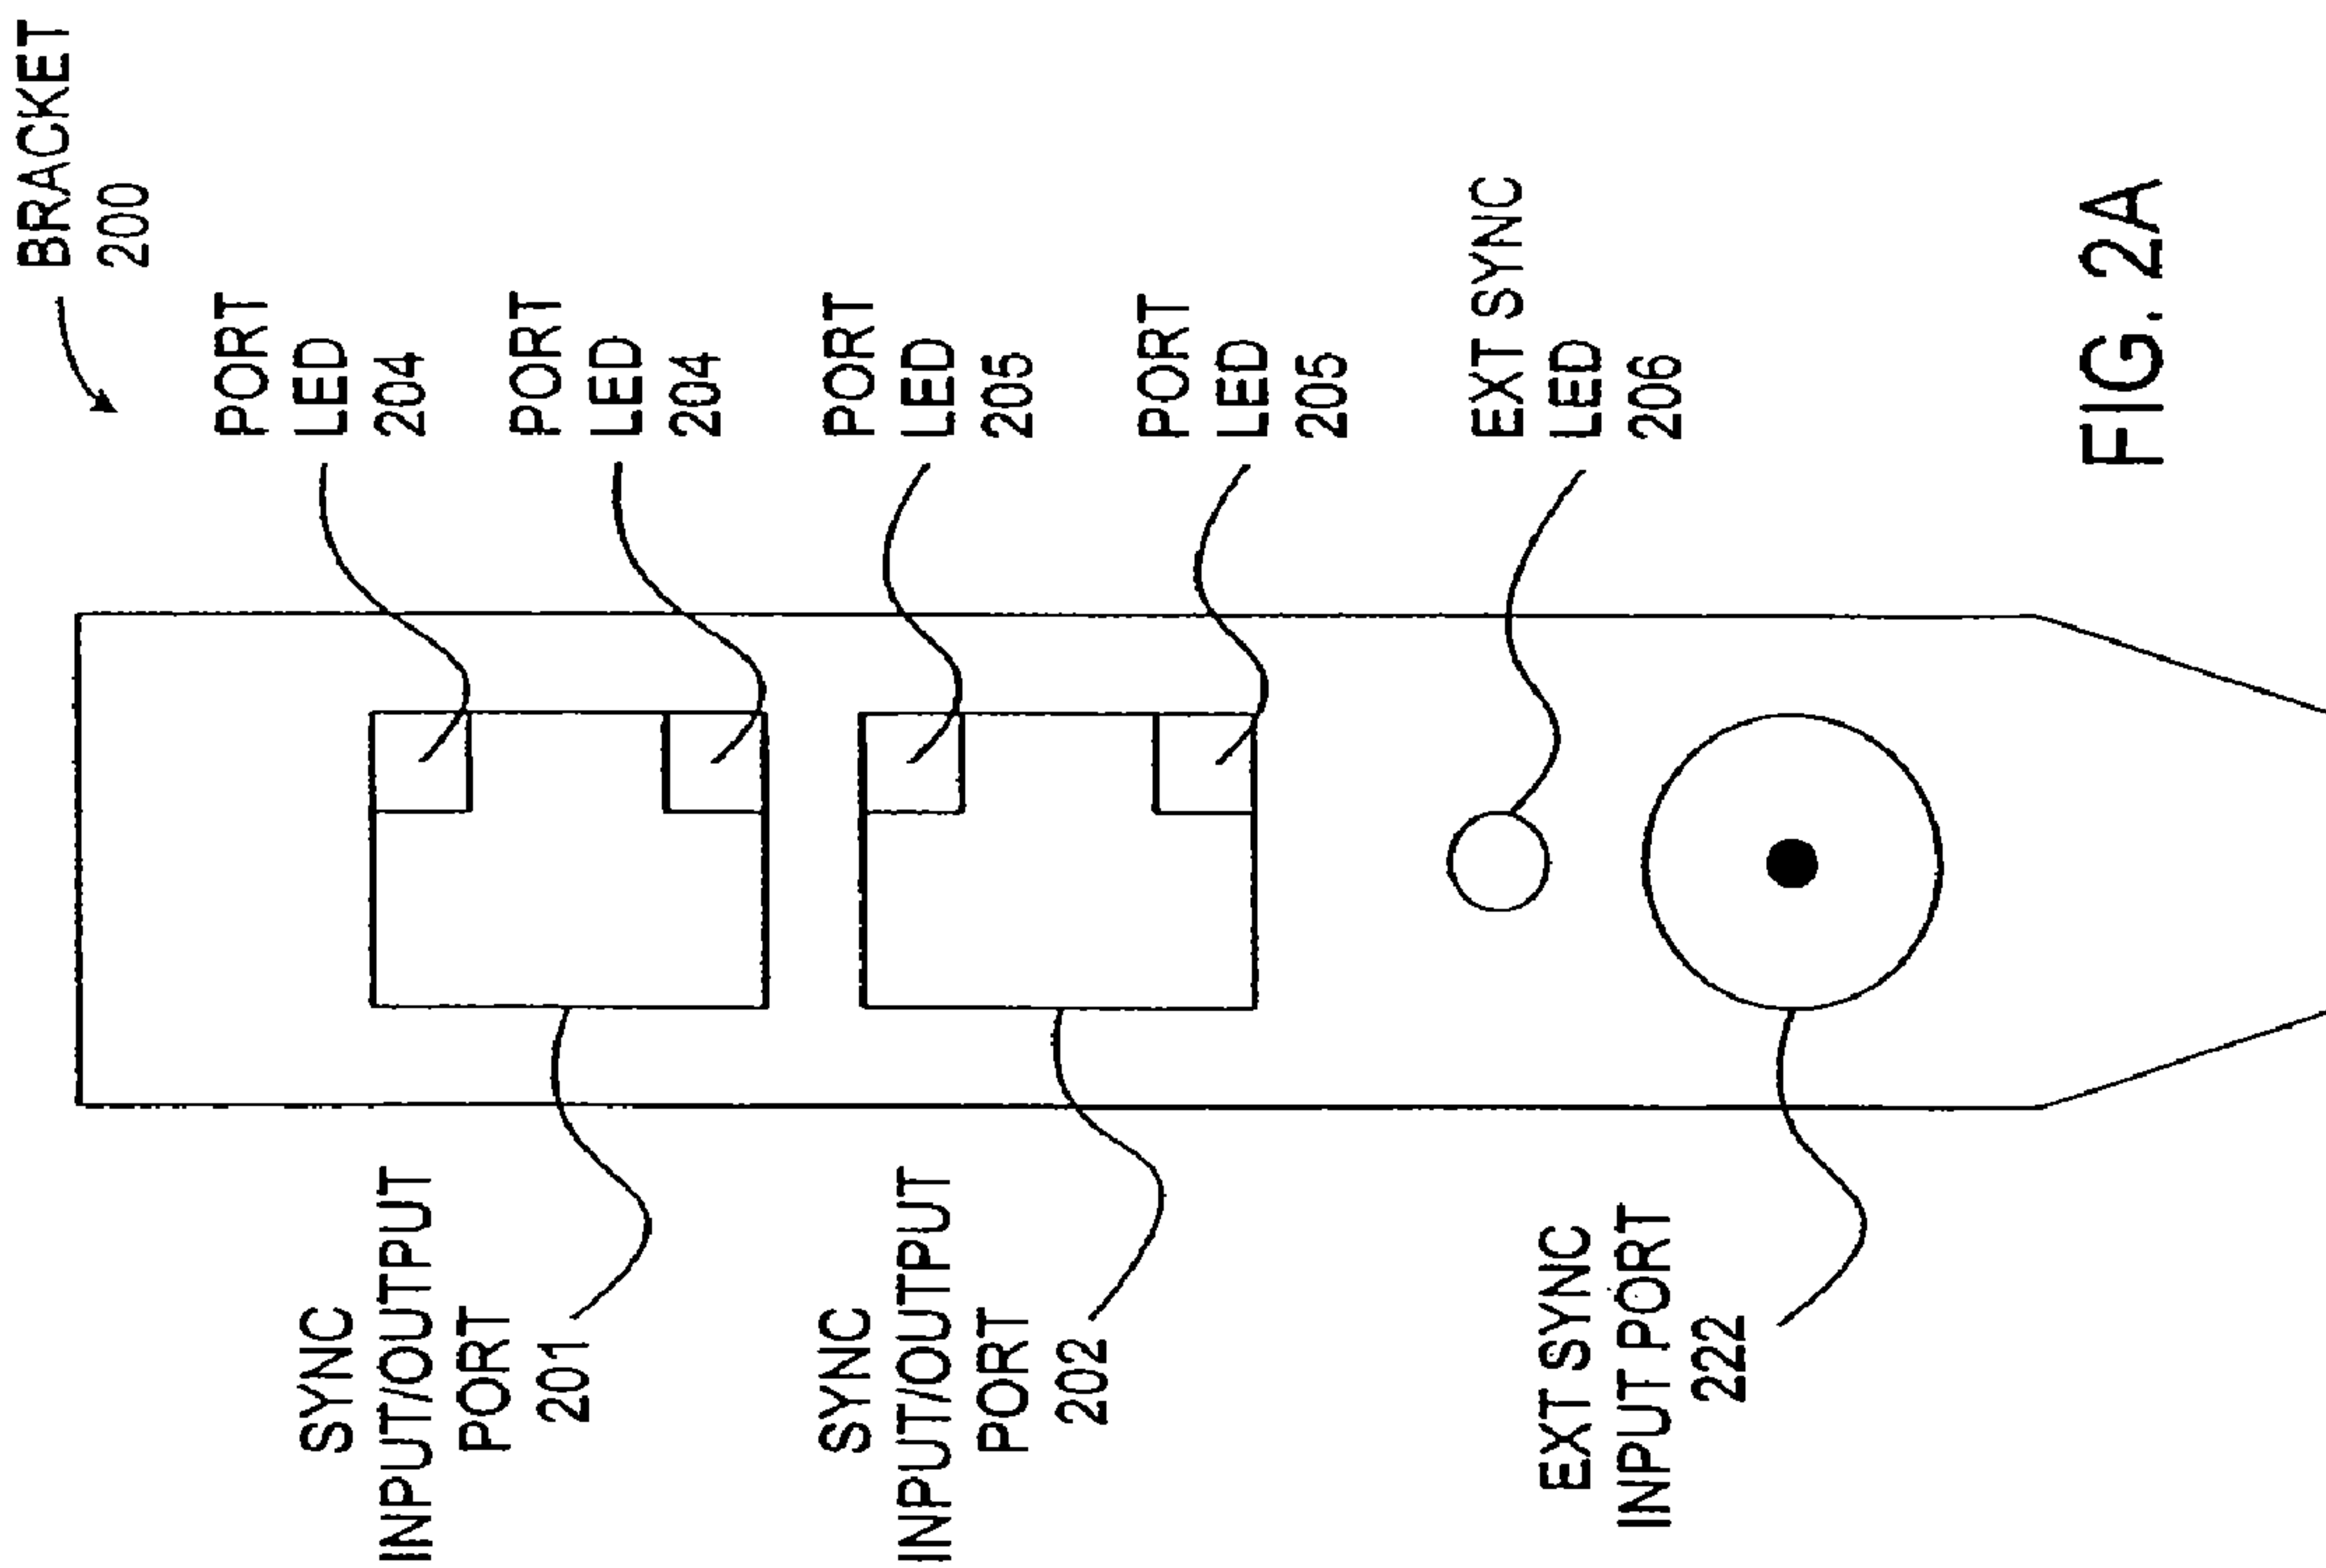 BRACKET
200
PORT
LED
204
PORT
LED
204
PORT
LED
205
PORT
LED
205
EXT SYNC
LED
206
SYNC
INPUT/OUTPUT
PORT
201
SYNC
INPUT/OUTPUT
PORT
202
EXT SYNC
INPUT PORT
222
FIG. 2A